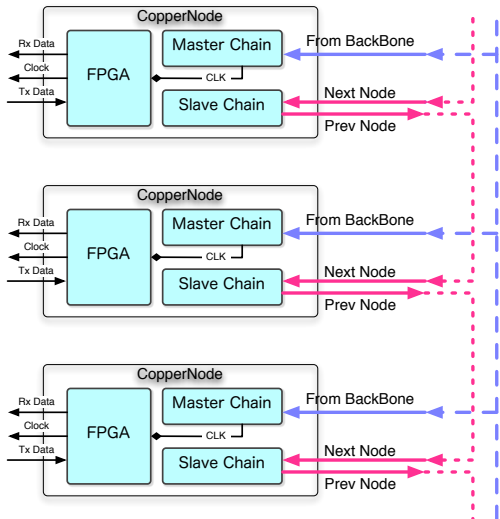 CopperNode
Rx Data
Master Chain
From BackBone
Clock
FPGA
CLK
Tx Data
Slave Chain
Next Node
Prev Node
CopperNode
Rx Data
Master Chain
From BackBone
Clock
FPGA
CLK
Tx Data
Slave Chain
Next Node
Prev Node
CopperNode
Rx Data
Master Chain
From BackBone
Clock
FPGA
CLK
Tx Data
Slave Chain
Next Node
Prev Node